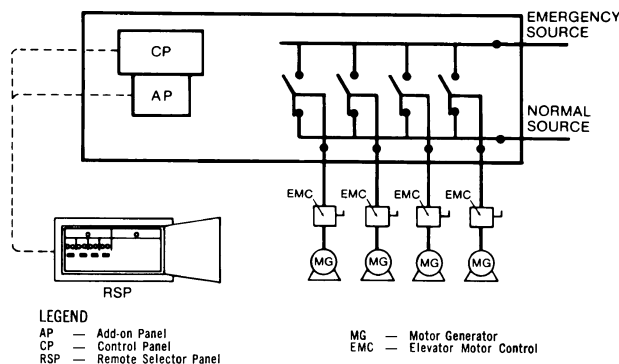 EMERGENCY
SOURCE
CP
AP
NORMAL
SOURCE
EMC EMC EMC EMC
MG MG MG MG
RSP
LEGEND
AP — Add-on Panel
CP — Control Panel
RSP — Remote Selector Panel
MG — Motor Generator
EMC — Elevator Motor Control